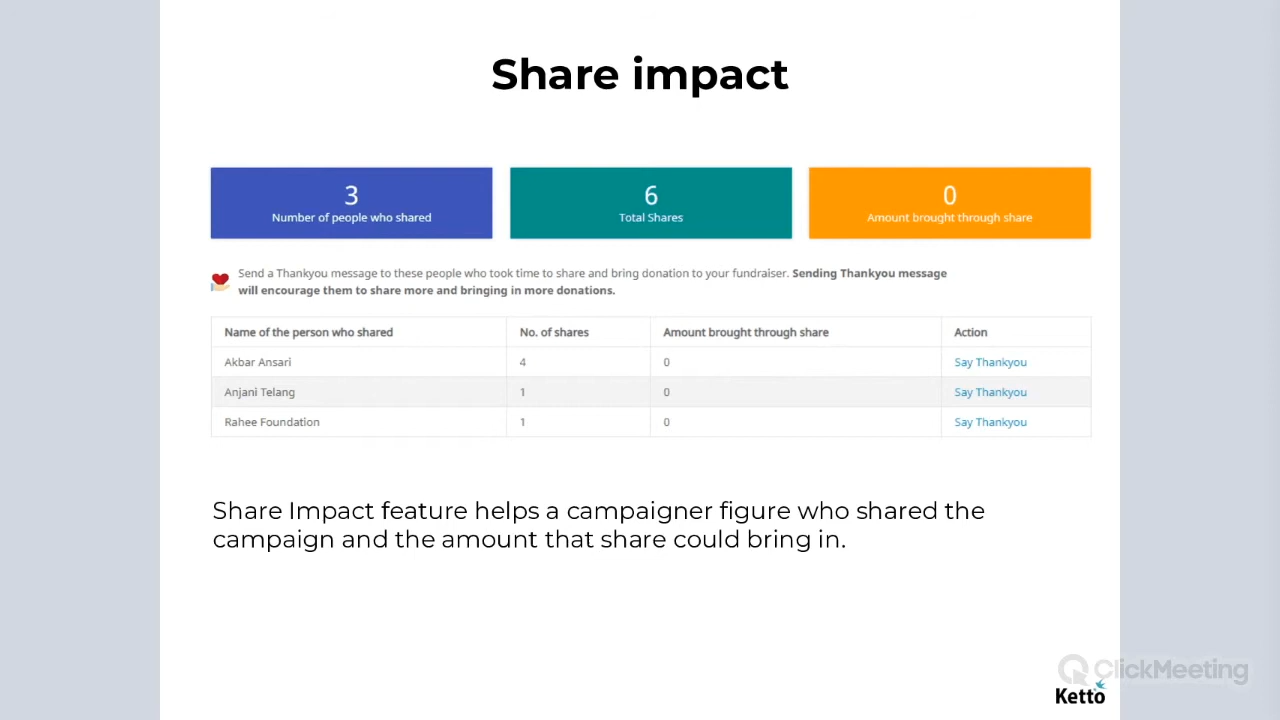 Share impact
3
Number of people who shared
6
Total Shares
0
Amount brought through share
Send a Thankyou message to these people who took time to share and bring donation to your fundraiser. Sending Thankyou message
will encourage them to share more and bringing in more donations.
Name of the person who shared No. of shares Amount brought through share Action
Akbar Ansari 4 0 Say Thankyou
Anjani Telang 1 0 Say Thankyou
Rahee Foundation 1 0 Say Thankyou
Share Impact feature helps a campaigner figure who shared the
campaign and the amount that share could bring in.
ClickMeeting
Ketto